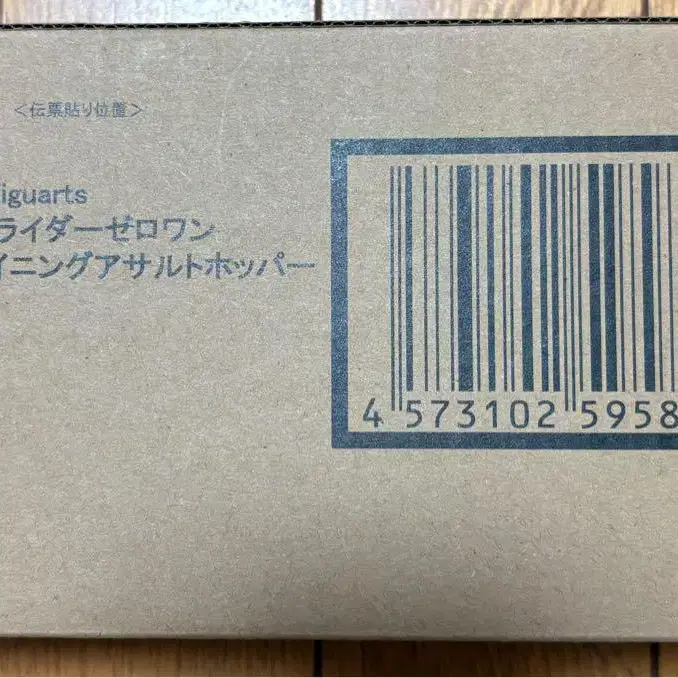 <伝票貼り位置>
iguarts
ライダーゼロワン
イニングアサルトホッパー
4 573102 5958